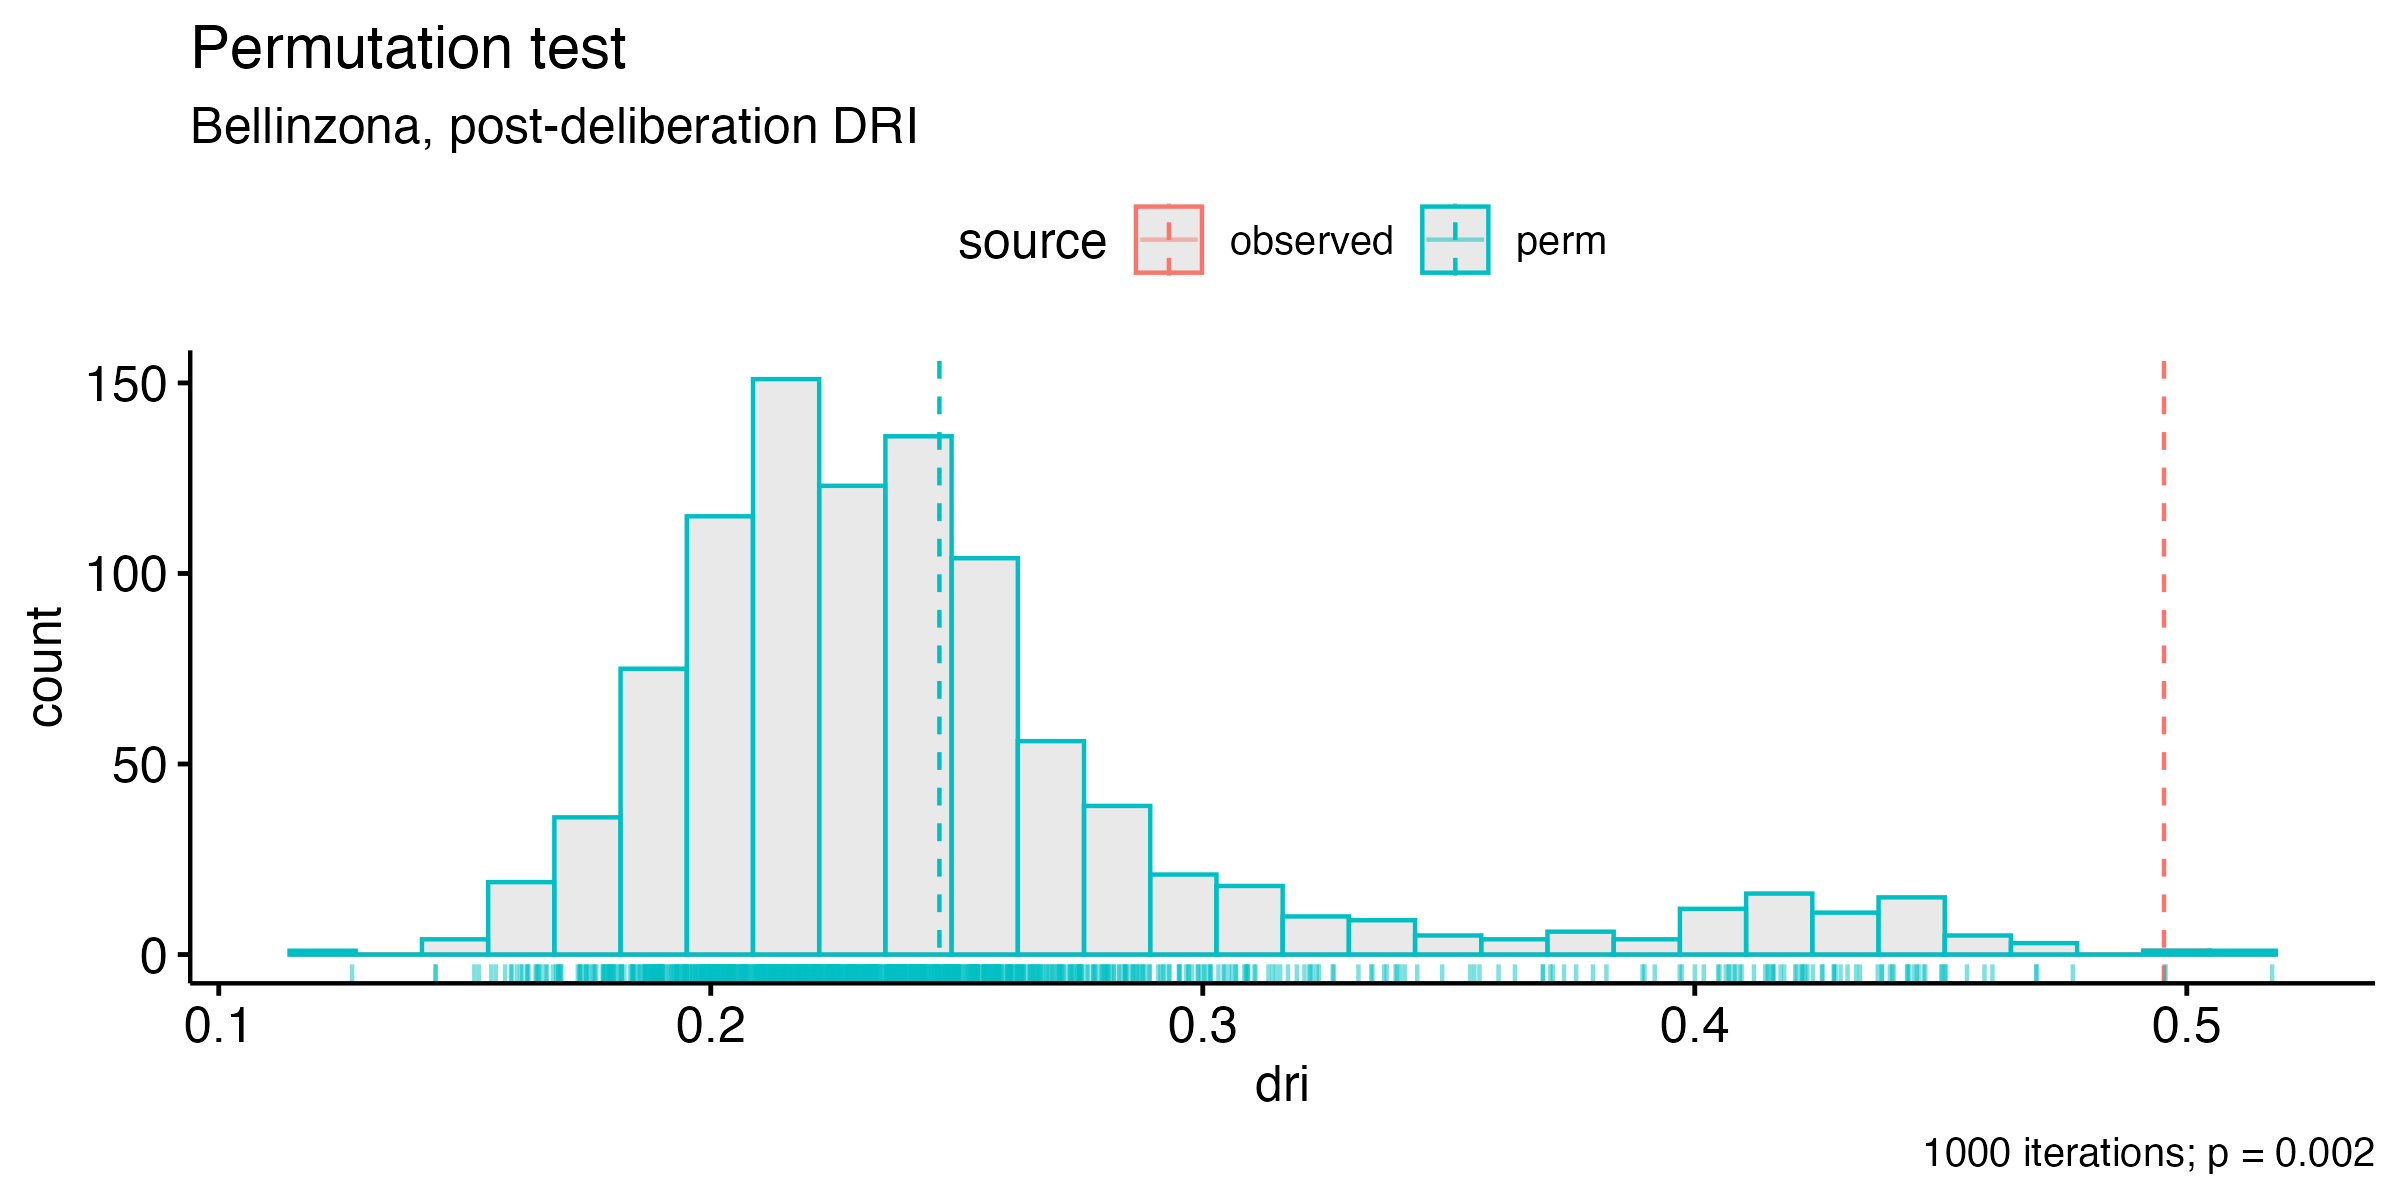 Permutation test
Bellinzona, post-deliberation DRI
source observed perm
150
100
50
0
count
0.1 0.2 0.3 0.4 0.5
dri
1000 iterations; p = 0.002